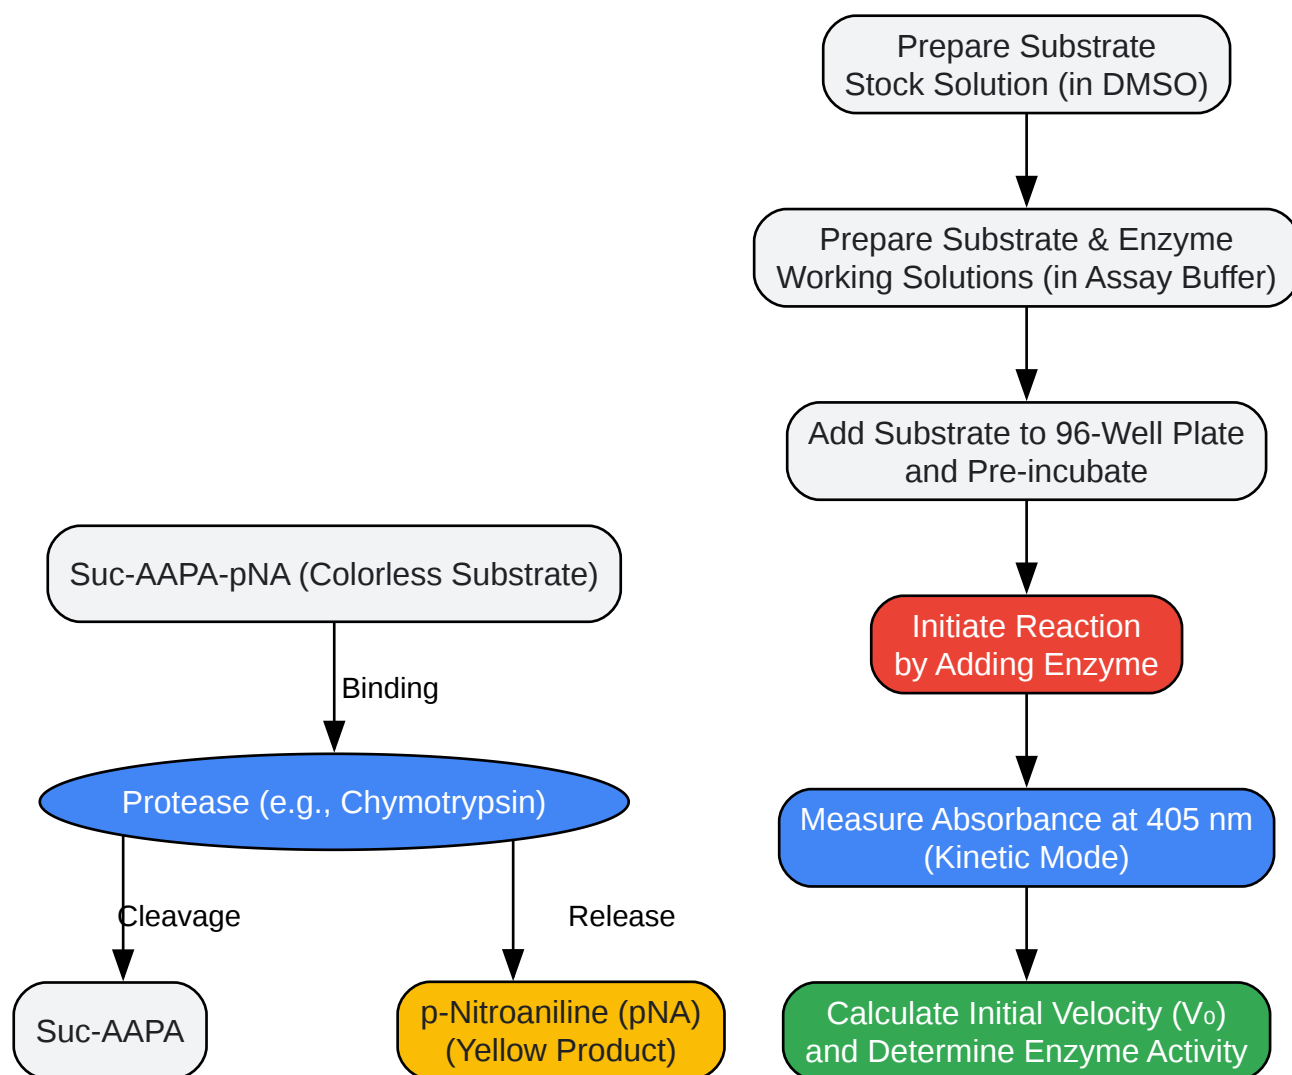 Prepare Substrate
Stock Solution (in DMSO)
Prepare Substrate & Enzyme
Working Solutions (in Assay Buffer)
Add Substrate to 96-Well Plate
and Pre-incubate
Initiate Reaction
by Adding Enzyme
Measure Absorbance at 405 nm
(Kinetic Mode)
Calculate Initial Velocity (V₀)
and Determine Enzyme Activity
Suc-AAPA-pNA (Colorless Substrate)
Binding
Protease (e.g., Chymotrypsin)
Cleavage
Release
Suc-AAPA
p-Nitroaniline (pNA)
(Yellow Product)